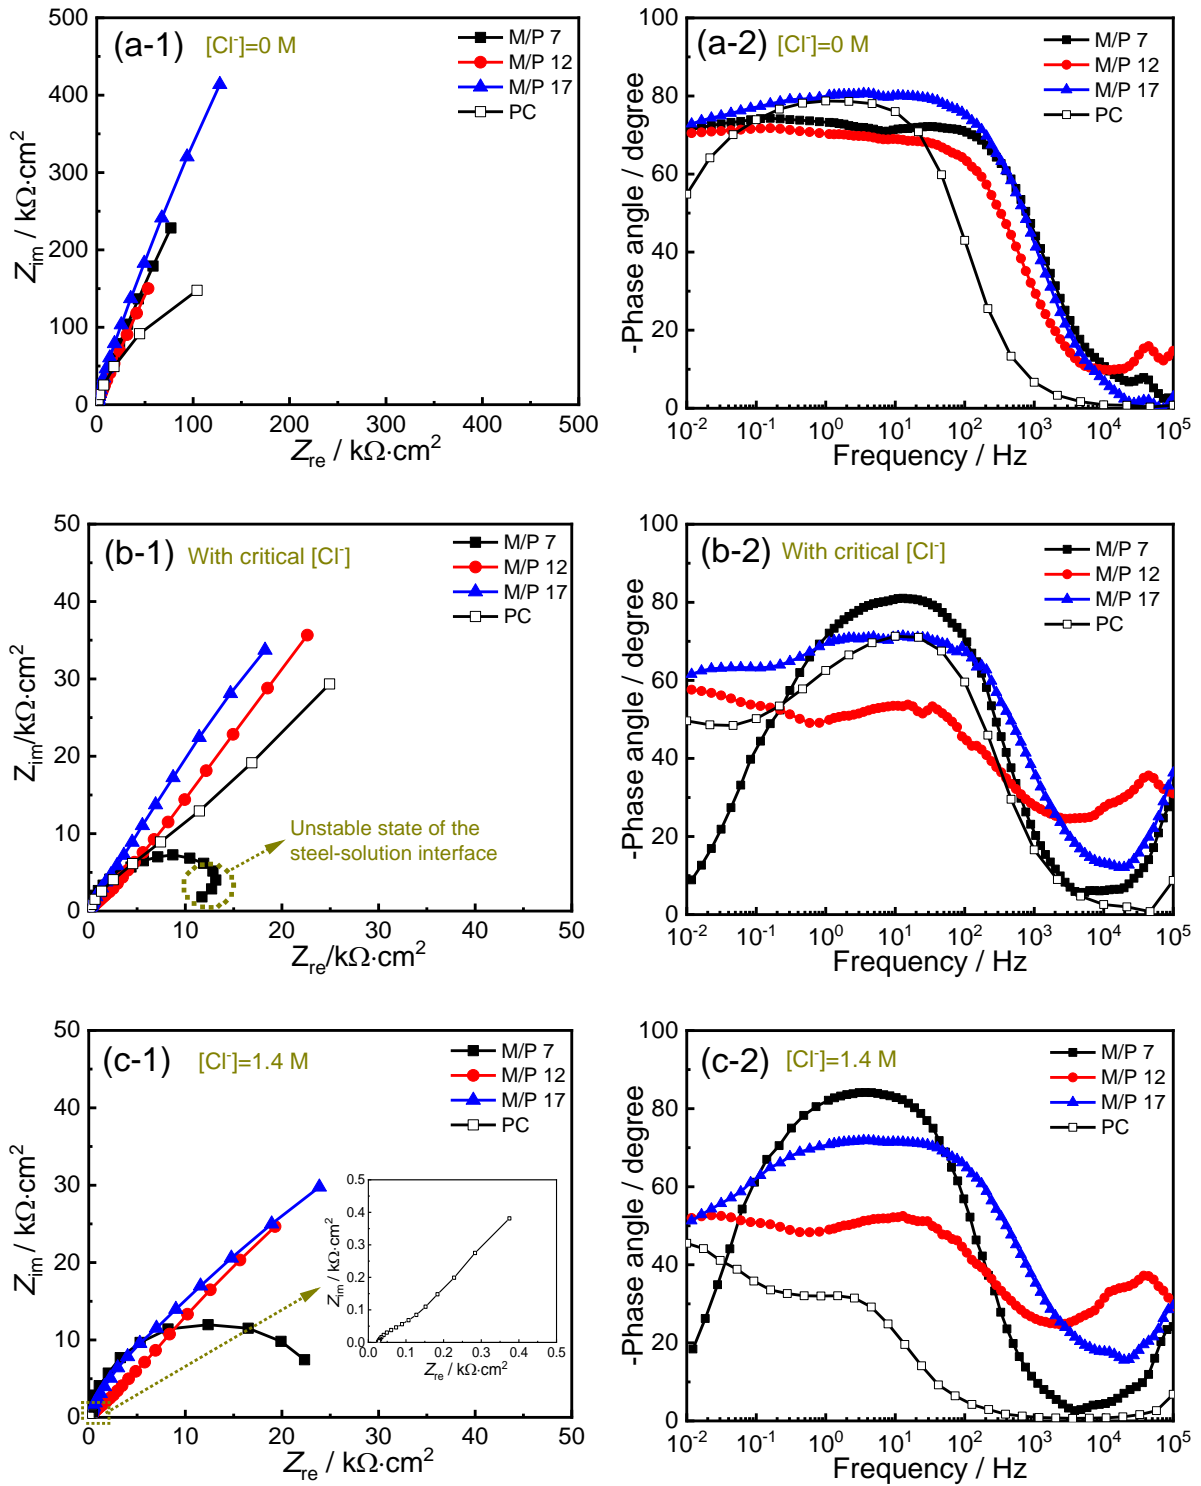 (a-1) [Cl⁻]=0 M
M/P 7
M/P 12
M/P 17
PC
500
400
300
200
100
0
Z_im / kΩ·cm²
0 100 200 300 400 500
Z_re / kΩ·cm²
(a-2) [Cl⁻]=0 M
M/P 7
M/P 12
M/P 17
PC
100
80
60
40
20
0
-Phase angle / degree
10⁻² 10⁻¹ 10⁰ 10¹ 10² 10³ 10⁴ 10⁵
Frequency / Hz
(b-1) With critical [Cl⁻]
M/P 7
M/P 12
M/P 17
PC
50
40
30
20
10
0
Z_im/kΩ·cm²
Unstable state of the
steel-solution interface
0 10 20 30 40 50
Z_re/kΩ·cm²
(b-2) With critical [Cl⁻]
M/P 7
M/P 12
M/P 17
PC
100
80
60
40
20
0
-Phase angle / degree
10⁻² 10⁻¹ 10⁰ 10¹ 10² 10³ 10⁴ 10⁵
Frequency / Hz
(c-1) [Cl⁻]=1.4 M
M/P 7
M/P 12
M/P 17
PC
50
40
30
20
10
0
Z_im / kΩ·cm²
0.5
0.4
0.3
0.2
0.1
0.0
Z_im / kΩ·cm²
0.0 0.1 0.2 0.3 0.4 0.5
Z_re / kΩ·cm²
0 10 20 30 40 50
Z_re / kΩ·cm²
(c-2) [Cl⁻]=1.4 M
M/P 7
M/P 12
M/P 17
PC
100
80
60
40
20
0
-Phase angle / degree
10⁻² 10⁻¹ 10⁰ 10¹ 10² 10³ 10⁴ 10⁵
Frequency / Hz